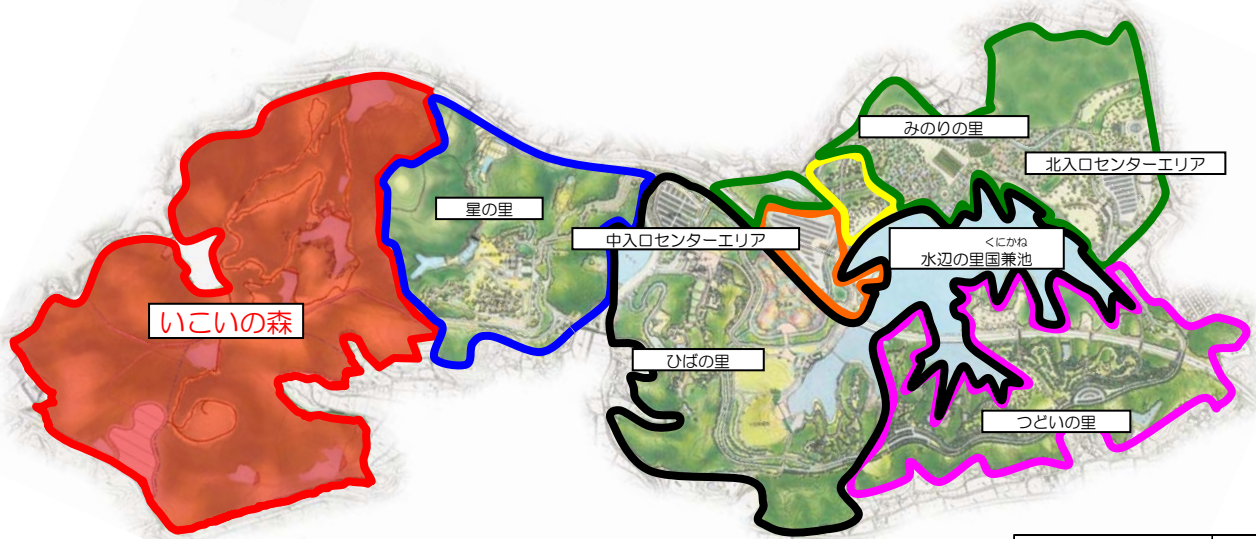 みのりの里
北入口センターエリア
星の里
中入口センターエリア
くにかね
水辺の里国兼池
いこいの森
ひばの里
つどいの里